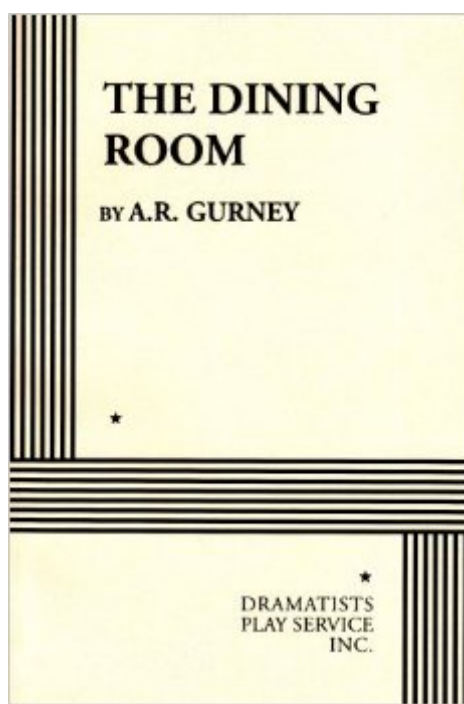 THE DINING
ROOM
BY A.R. GURNEY
★
★
DRAMATISTS
PLAY SERVICE
INC.